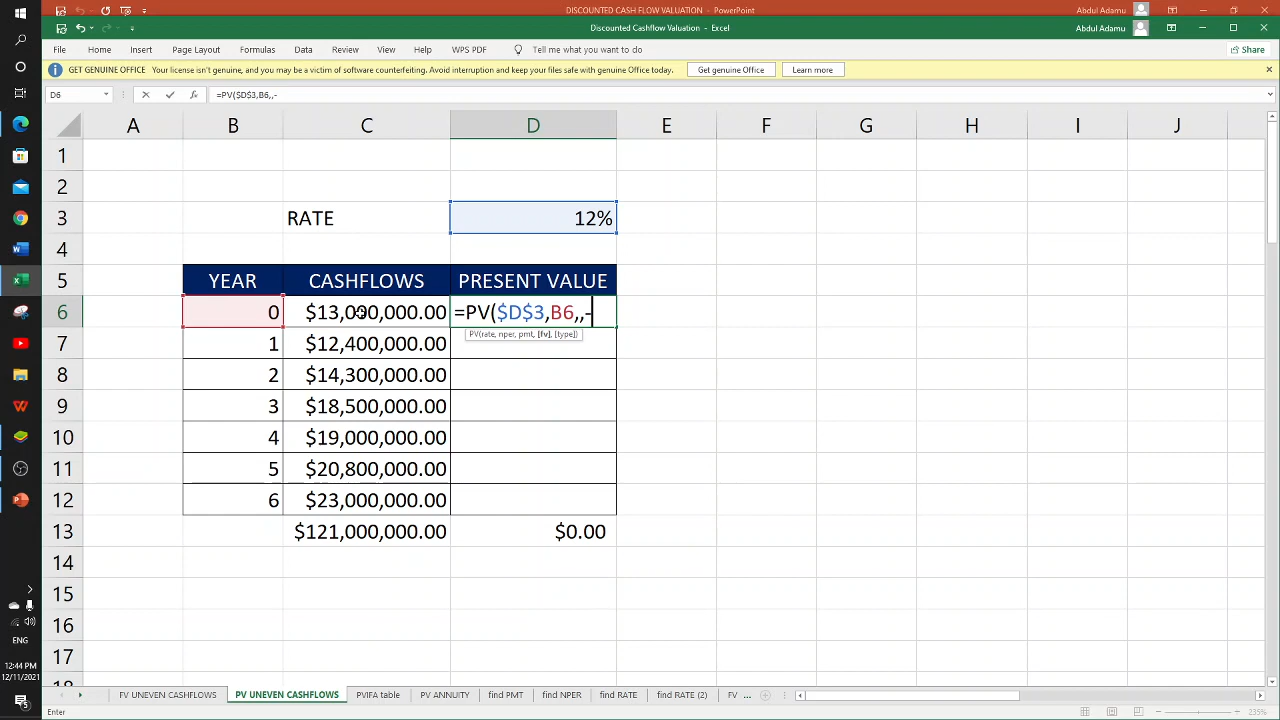 DISCOUNTED CASH FLOW VALUATION - PowerPoint
Abdul Adamu
Discounted Cashflow Valuation - Excel
Abdul Adamu
File Home Insert Page Layout Formulas Data Review View Help WPS PDF Tell me what you want to do Share
GET GENUINE OFFICE Your license isn't genuine, and you may be a victim of software counterfeiting. Avoid interruption and keep your files safe with genuine Office today. Get genuine Office Learn more
D6 fx =PV($D$3,B6,,-
A B C D E F G H I J
1
2
3 RATE 12%
4
5 YEAR CASHFLOWS PRESENT VALUE
6 0 $13,000,000.00 =PV($D$3,B6,,-
PV(rate, nper, pmt, [fv], [type])
7 1 $12,400,000.00
8 2 $14,300,000.00
9 3 $18,500,000.00
10 4 $19,000,000.00
11 5 $20,800,000.00
12 6 $23,000,000.00
13 $121,000,000.00 $0.00
14
15
16
17
ENG
12:44 PM
12/11/2021
FV UNEVEN CASHFLOWS PV UNEVEN CASHFLOWS PVIFA table PV ANNUITY find PMT find NPER find RATE find RATE (2) FV ...
Enter 235%